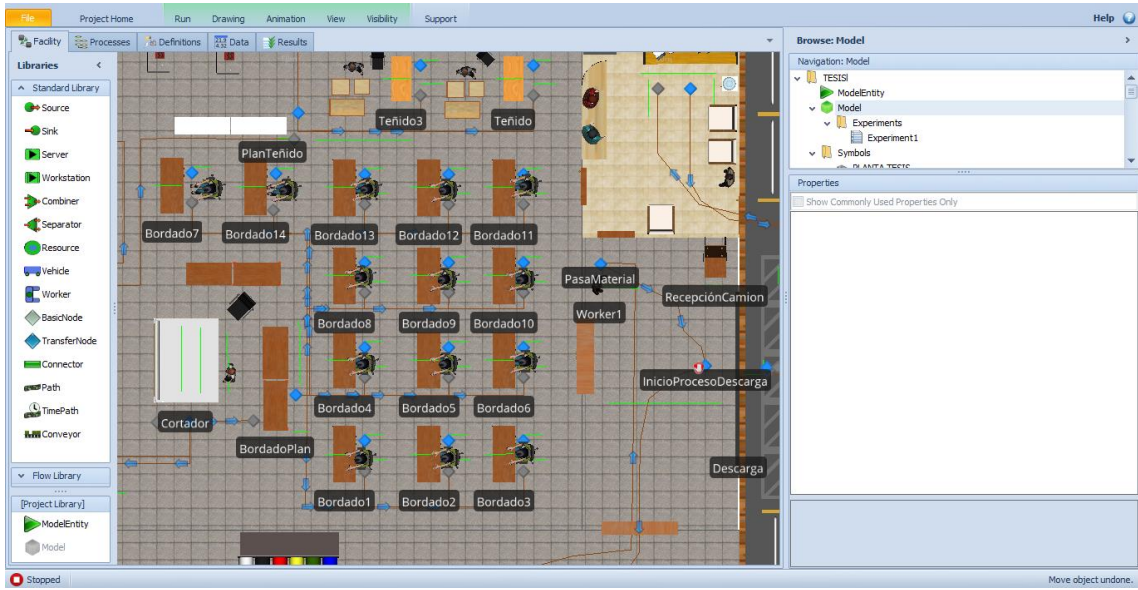 File Project Home Run Drawing Animation View Visibility Support Help
Facility Processes Definitions Data Results
Browse: Model
Libraries
Navigation: Model
Standard Library
TESISl
ModelEntity
Model
Experiments
Experiment1
Symbols
PLANTA TESIS
Properties
Show Commonly Used Properties Only
Source
Sink
Server
Workstation
Combiner
Separator
Resource
Vehicle
Worker
BasicNode
TransferNode
Connector
Path
TimePath
Conveyor
Flow Library
[Project Library]
ModelEntity
Model
Teñido3 Teñido
PlanTeñido
Bordado7 Bordado14 Bordado13 Bordado12 Bordado11
PasaMaterial
RecepciónCamion
Worker1
Bordado8 Bordado9 Bordado10
InicioProcesoDescarga
Bordado4 Bordado5 Bordado6
Cortador
BordadoPlan
Descarga
Bordado1 Bordado2 Bordado3
Stopped Move object undone.